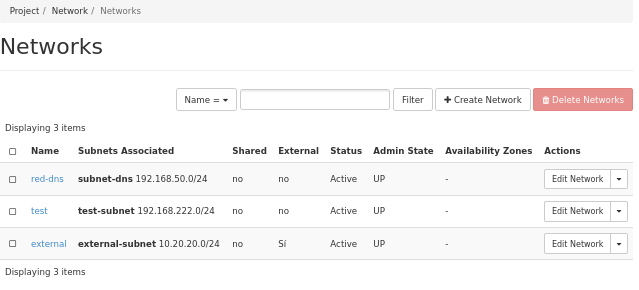 Project / Network / Networks
Networks
Name = Filter Create Network Delete Networks
Displaying 3 items
Name Subnets Associated Shared External Status Admin State Availability Zones Actions
red-dns subnet-dns 192.168.50.0/24 no no Active UP - Edit Network
test test-subnet 192.168.222.0/24 no no Active UP - Edit Network
external external-subnet 10.20.20.0/24 no Sí Active UP - Edit Network
Displaying 3 items